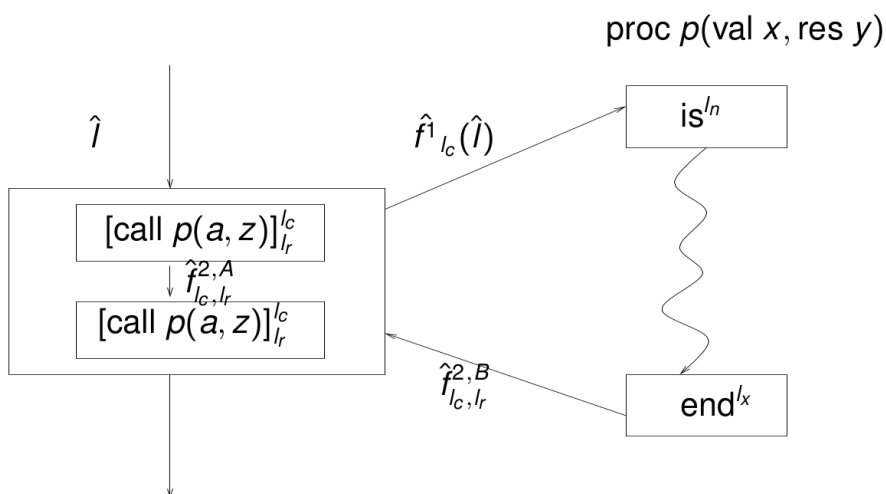 proc p(val x, res y)
l̂
f̂¹_{l_c}(l̂)
is^{l_n}
[call p(a, z)]^{l_c}_{l_r}
f̂^{2,A}_{l_c,l_r}
[call p(a, z)]^{l_c}_{l_r}
f̂^{2,B}_{l_c,l_r}
end^{l_x}